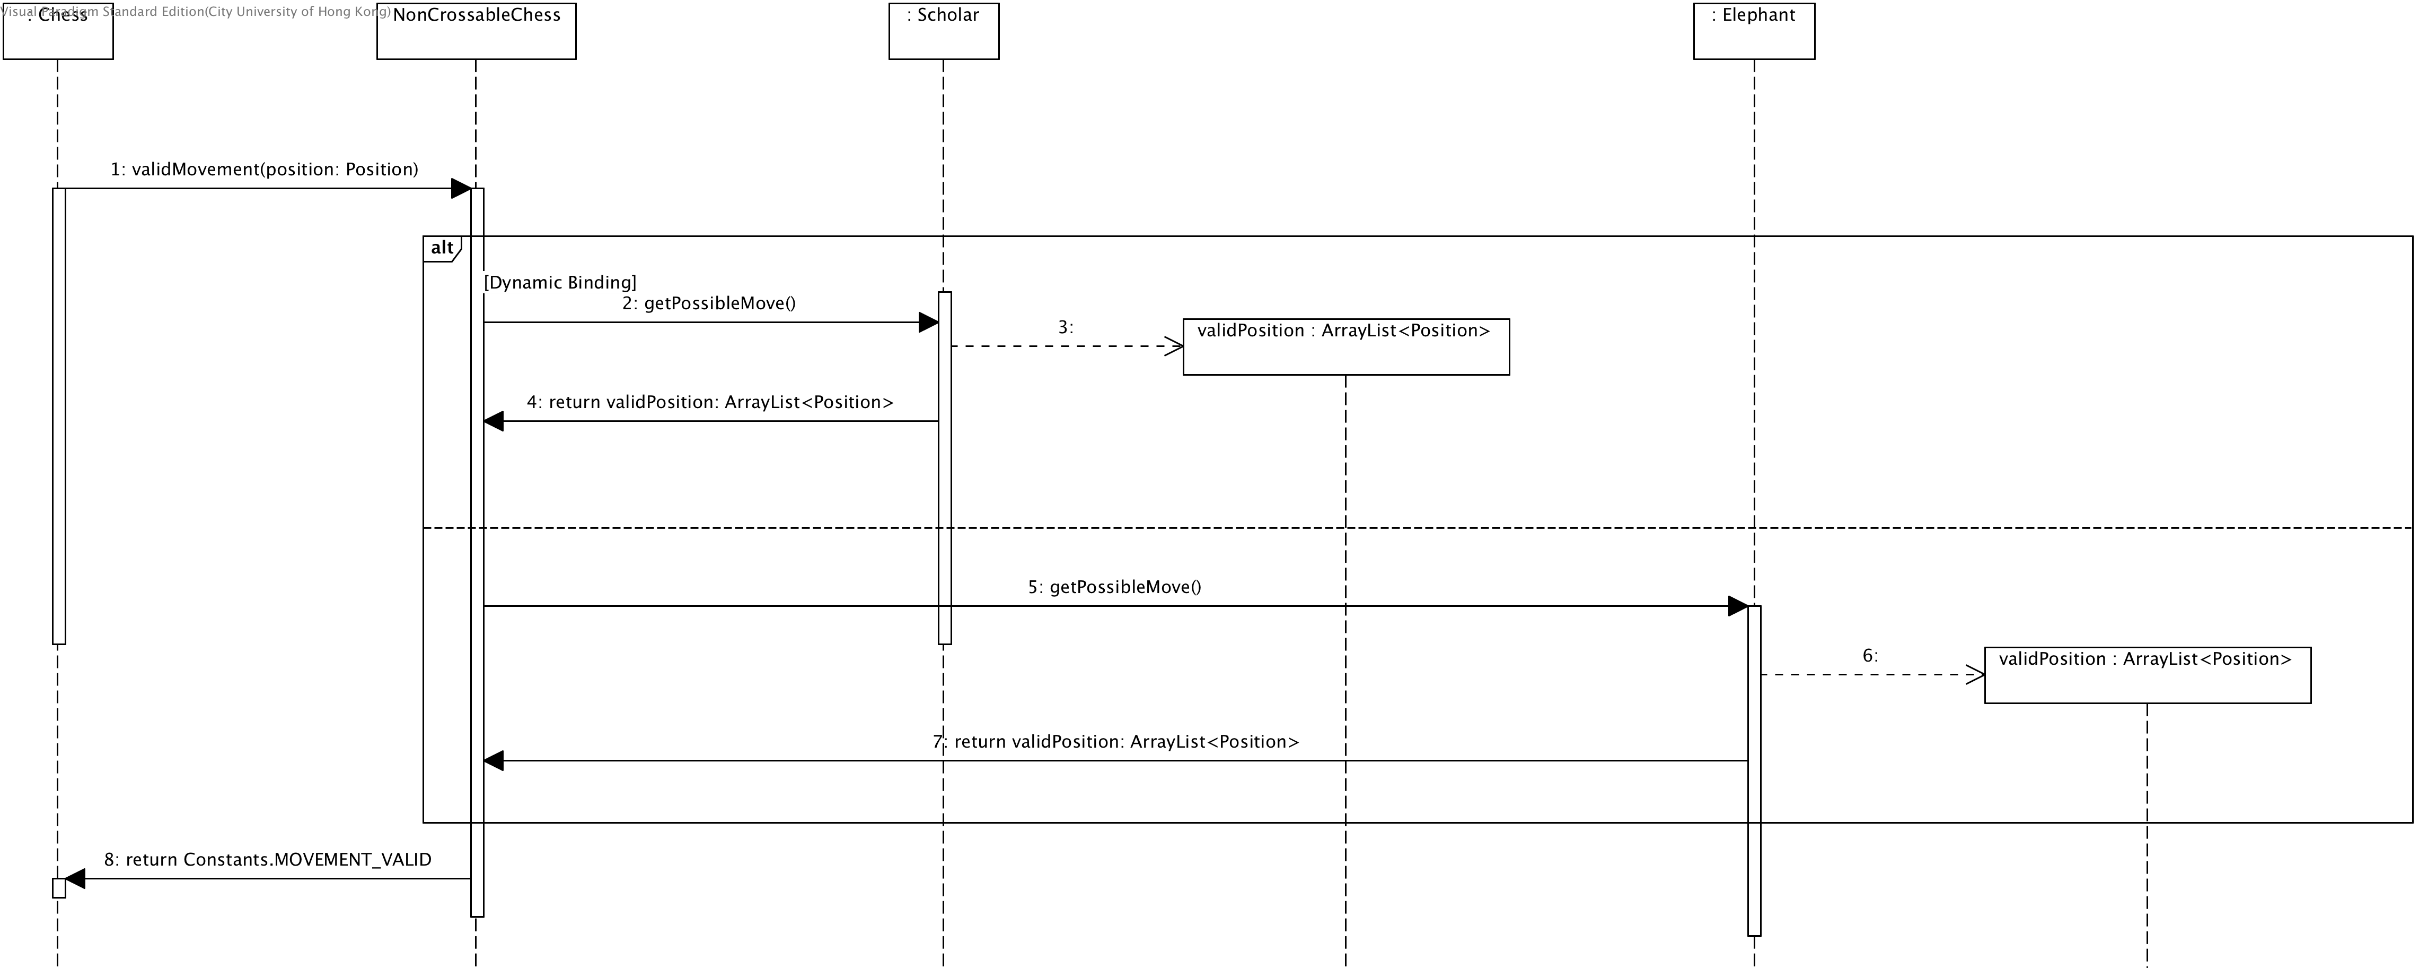 Visual Paradigm Standard Edition(City University of Hong Kong)
: Chess
NonCrossableChess
: Scholar
: Elephant
1: validMovement(position: Position)
alt
[Dynamic Binding]
2: getPossibleMove()
3:
validPosition : ArrayList<Position>
4: return validPosition: ArrayList<Position>
5: getPossibleMove()
6:
validPosition : ArrayList<Position>
7: return validPosition: ArrayList<Position>
8: return Constants.MOVEMENT_VALID